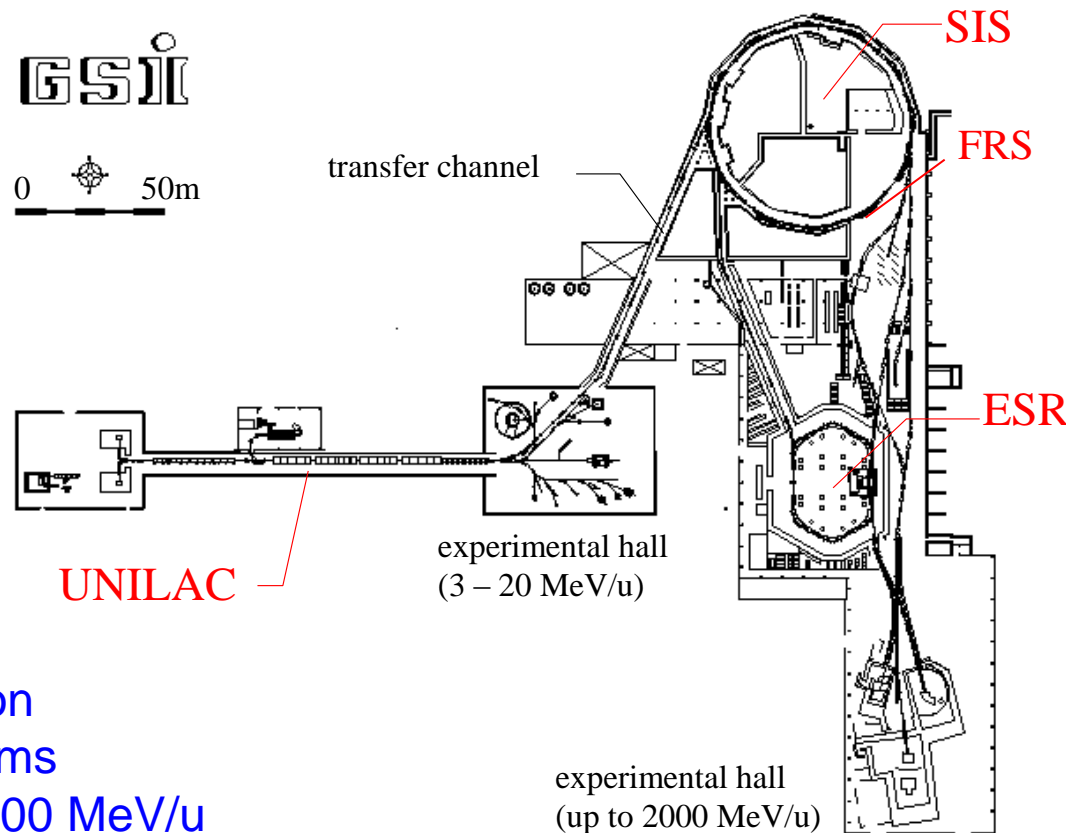 SIS
GSI
FRS
transfer channel
0 50m
ESR
experimental hall
(3 – 20 MeV/u)
UNILAC
on
ms
00 MeV/u
experimental hall
(up to 2000 MeV/u)